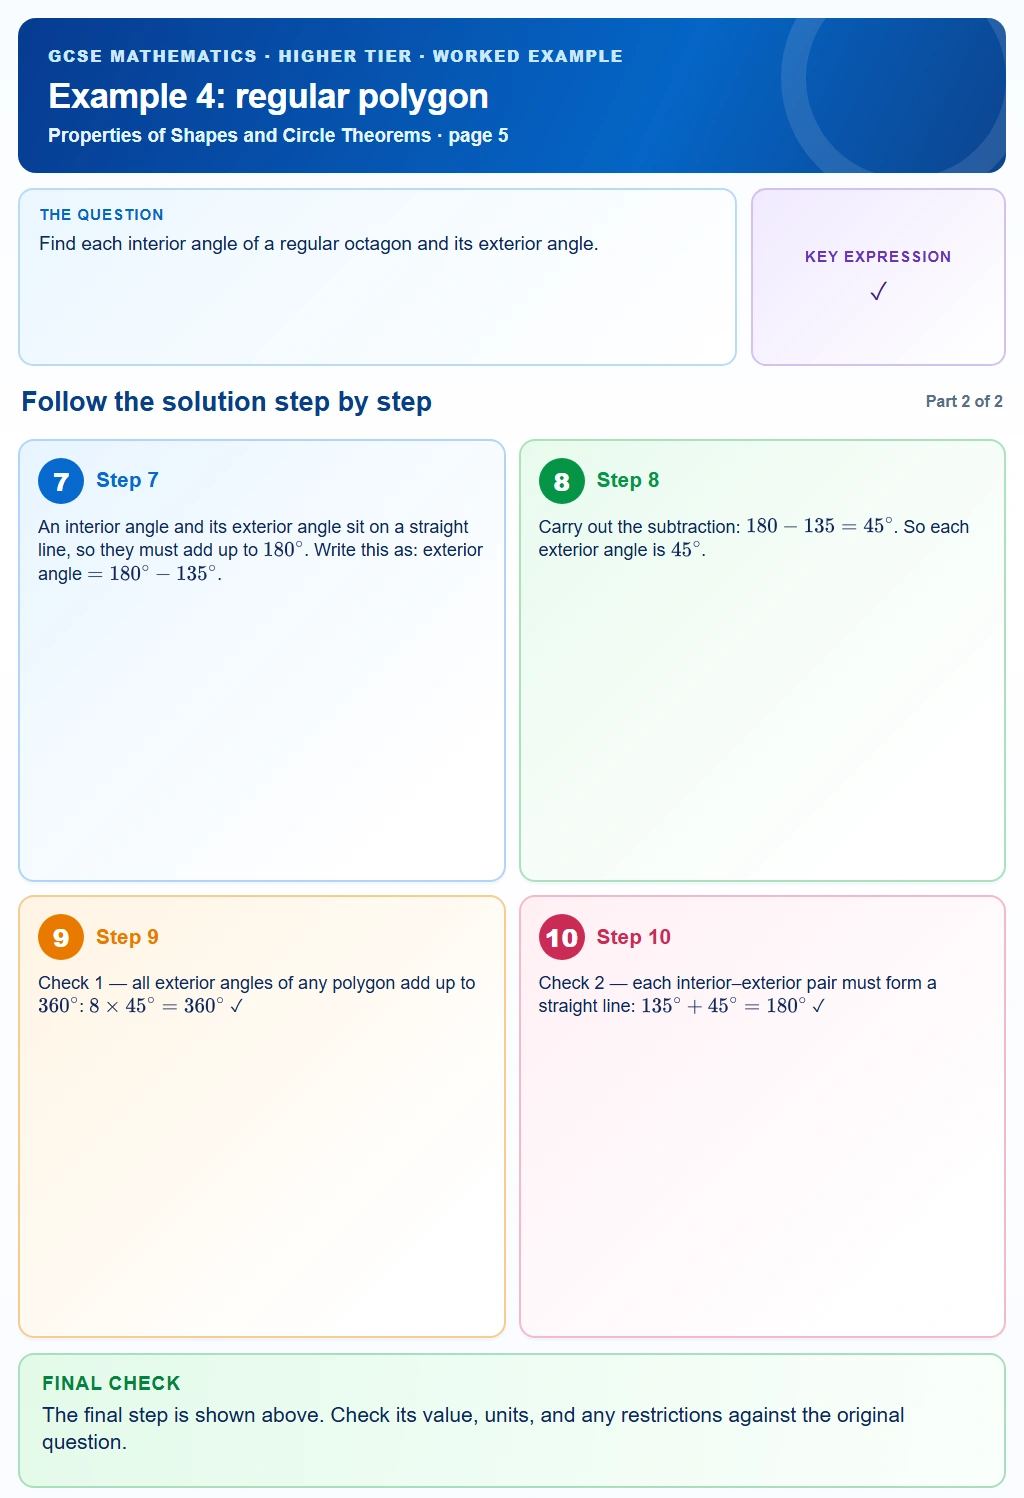 GCSE MATHEMATICS · HIGHER TIER · WORKED EXAMPLE
Example 4: regular polygon
Properties of Shapes and Circle Theorems · page 5
THE QUESTION
Find each interior angle of a regular octagon and its exterior angle.
KEY EXPRESSION
✓
Follow the solution step by step
Part 2 of 2
7 Step 7
An interior angle and its exterior angle sit on a straight
line, so they must add up to 180°. Write this as: exterior
angle = 180° − 135°.
8 Step 8
Carry out the subtraction: 180 − 135 = 45°. So each
exterior angle is 45°.
9 Step 9
Check 1 — all exterior angles of any polygon add up to
360°: 8 × 45° = 360° ✓
10 Step 10
Check 2 — each interior–exterior pair must form a
straight line: 135° + 45° = 180° ✓
FINAL CHECK
The final step is shown above. Check its value, units, and any restrictions against the original
question.